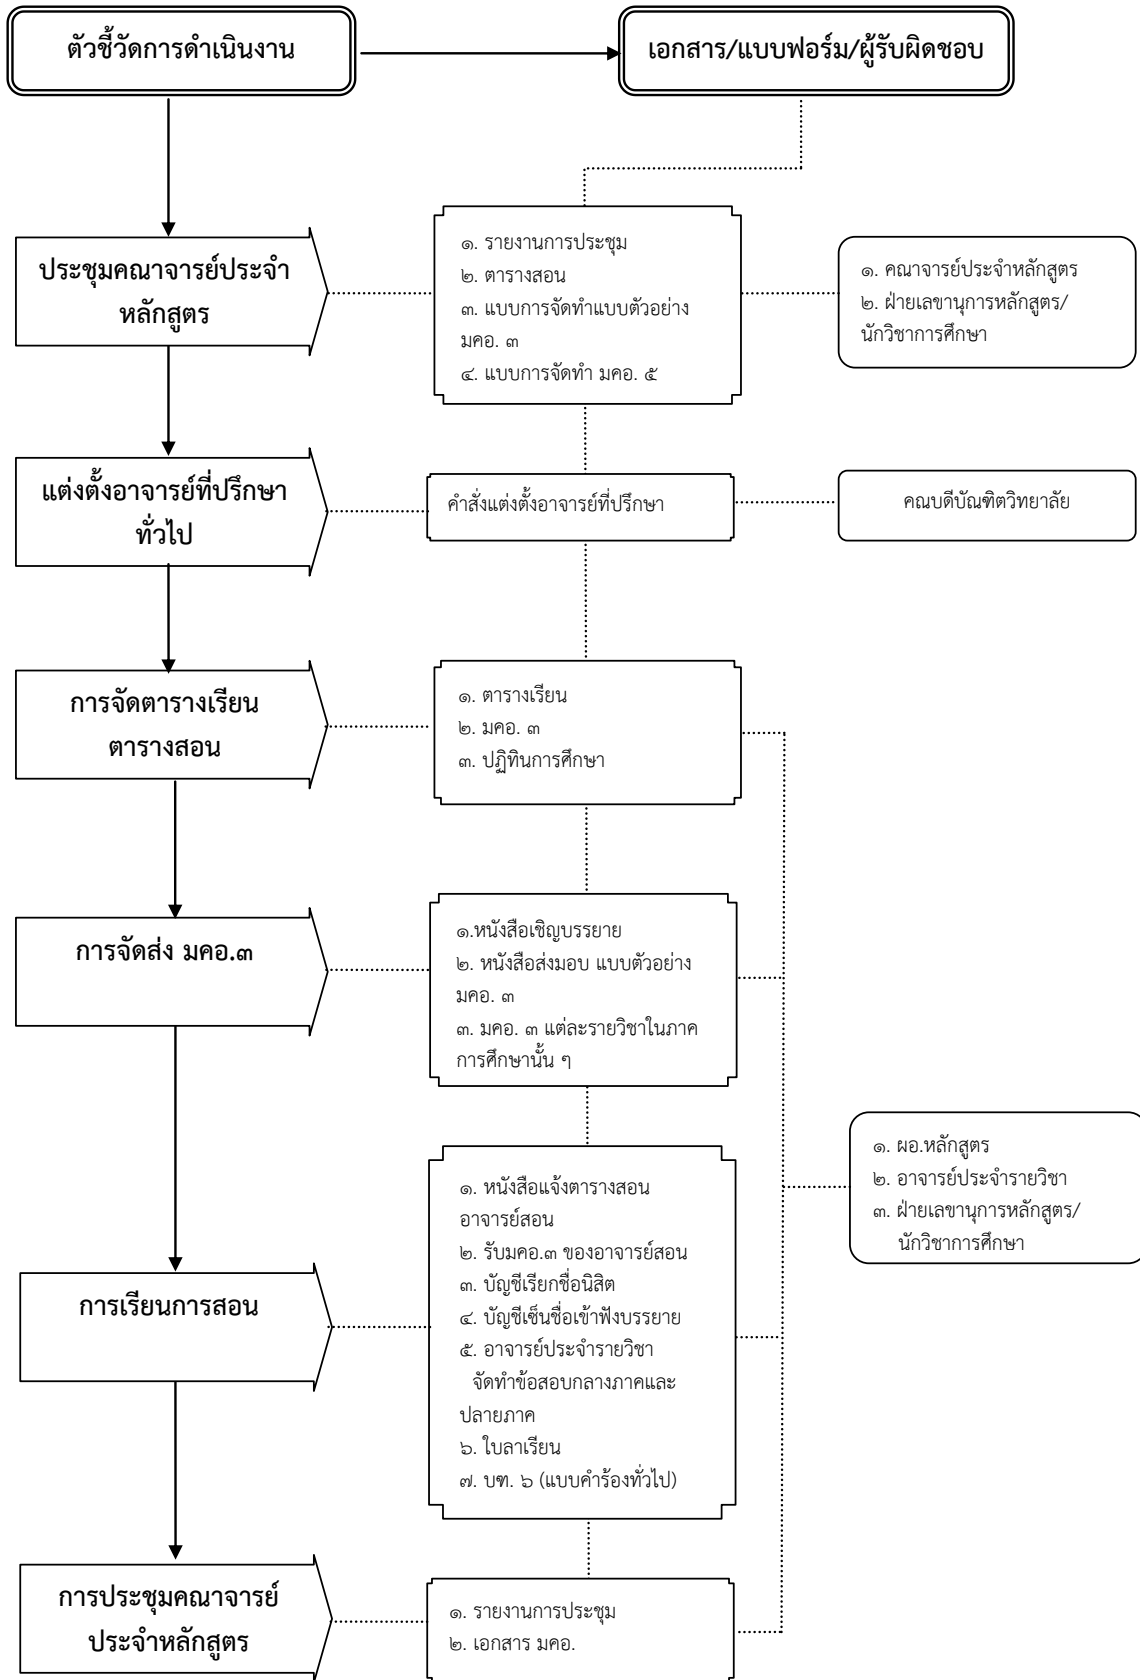 ตัวชี้วัดการดำเนินงาน
เอกสาร/แบบฟอร์ม/ผู้รับผิดชอบ
ประชุมคณาจารย์ประจำ
หลักสูตร
๑. รายงานการประชุม
๒. ตารางสอน
๓. แบบการจัดทำแบบตัวอย่าง
มคอ. ๓
๔. แบบการจัดทำ มคอ. ๕
๑. คณาจารย์ประจำหลักสูตร
๒. ฝ่ายเลขานุการหลักสูตร/
นักวิชาการศึกษา
แต่งตั้งอาจารย์ที่ปรึกษา
ทั่วไป
คำสั่งแต่งตั้งอาจารย์ที่ปรึกษา
คณบดีบัณฑิตวิทยาลัย
การจัดตารางเรียน
ตารางสอน
๑. ตารางเรียน
๒. มคอ. ๓
๓. ปฏิทินการศึกษา
การจัดส่ง มคอ.๓
๑.หนังสือเชิญบรรยาย
๒. หนังสือส่งมอบ แบบตัวอย่าง
มคอ. ๓
๓. มคอ. ๓ แต่ละรายวิชาในภาค
การศึกษานั้น ๆ
๑. ผอ.หลักสูตร
๒. อาจารย์ประจำรายวิชา
๓. ฝ่ายเลขานุการหลักสูตร/
นักวิชาการศึกษา
การเรียนการสอน
๑. หนังสือแจ้งตารางสอน
อาจารย์สอน
๒. รับมคอ.๓ ของอาจารย์สอน
๓. บัญชีเรียกชื่อนิสิต
๔. บัญชีเซ็นชื่อเข้าฟังบรรยาย
๕. อาจารย์ประจำรายวิชา
จัดทำข้อสอบกลางภาคและ
ปลายภาค
๖. ใบลาเรียน
๗. บฑ. ๖ (แบบคำร้องทั่วไป)
การประชุมคณาจารย์
ประจำหลักสูตร
๑. รายงานการประชุม
๒. เอกสาร มคอ.